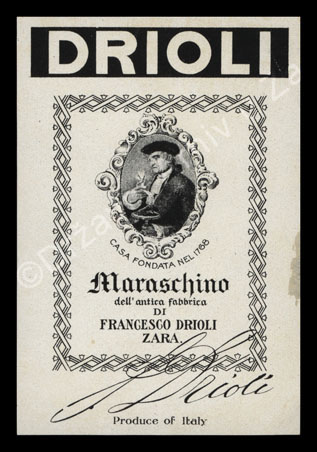 DRIOLI
CASA FONDATA NEL 1768
Maraschino
dell'antica fabbrica
DI
FRANCESCO DRIOLI
ZARA.
F. Drioli
Produce of Italy